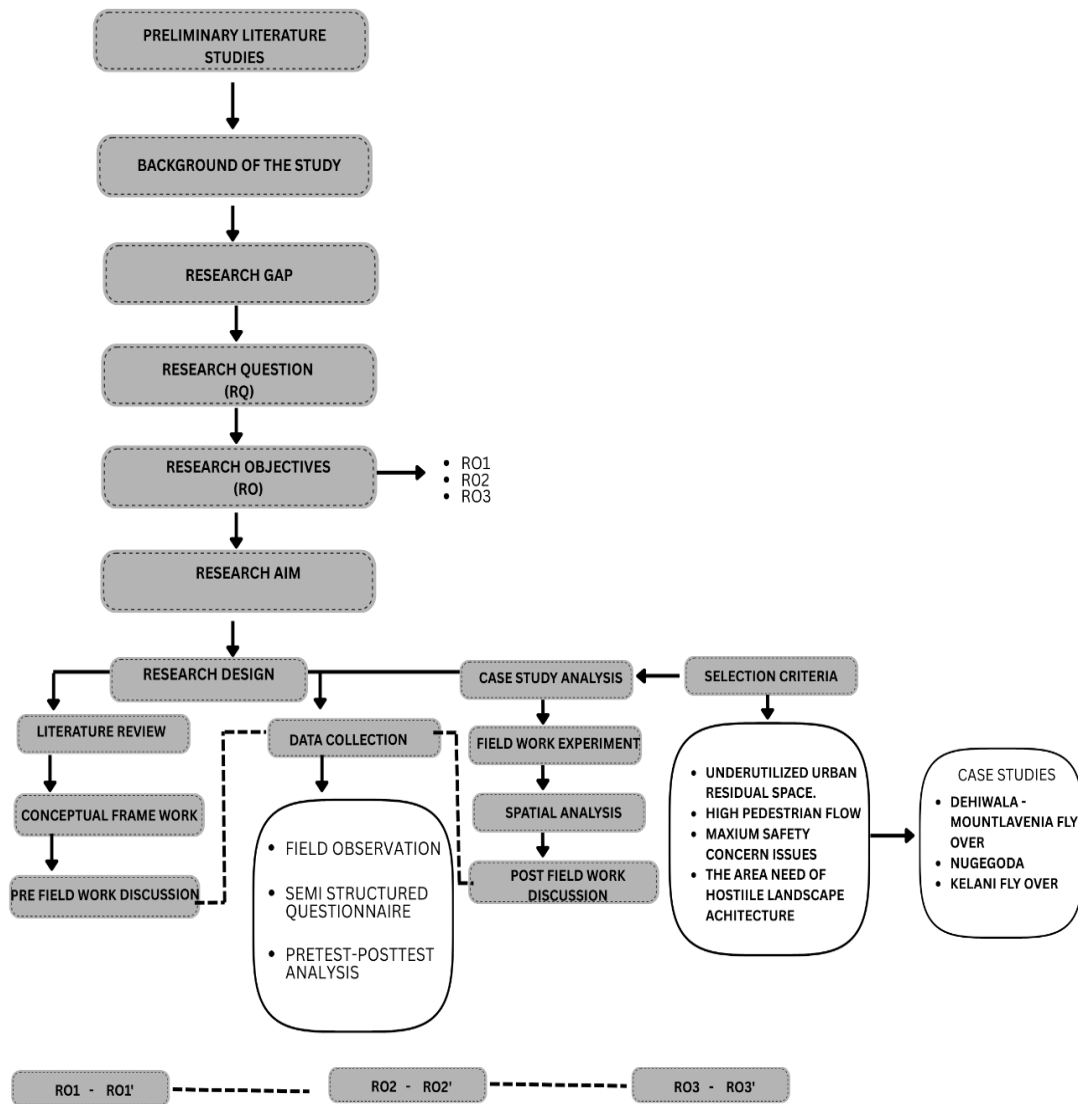 PRELIMINARY LITERATURE
STUDIES
BACKGROUND OF THE STUDY
RESEARCH GAP
RESEARCH QUESTION
(RQ)
RESEARCH OBJECTIVES
(RO)
• RO1
• RO2
• RO3
RESEARCH AIM
RESEARCH DESIGN
CASE STUDY ANALYSIS
SELECTION CRITERIA
LITERATURE REVIEW
CONCEPTUAL FRAME WORK
PRE FIELD WORK DISCUSSION
DATA COLLECTION
• FIELD OBSERVATION
• SEMI STRUCTURED
QUESTIONNAIRE
• PRETEST-POSTTEST
ANALYSIS
FIELD WORK EXPERIMENT
SPATIAL ANALYSIS
POST FIELD WORK
DISCUSSION
• UNDERUTILIZED URBAN
RESIDUAL SPACE.
• HIGH PEDESTRIAN FLOW
• MAXIUM SAFETY
CONCERN ISSUES
• THE AREA NEED OF
HOSTIILE LANDSCAPE
ACHITECTURE
CASE STUDIES
• DEHIWALA -
MOUNTLAVENIA FLY
OVER
• NUGEGODA
• KELANI FLY OVER
RO1 - RO1'
RO2 - RO2'
RO3 - RO3'